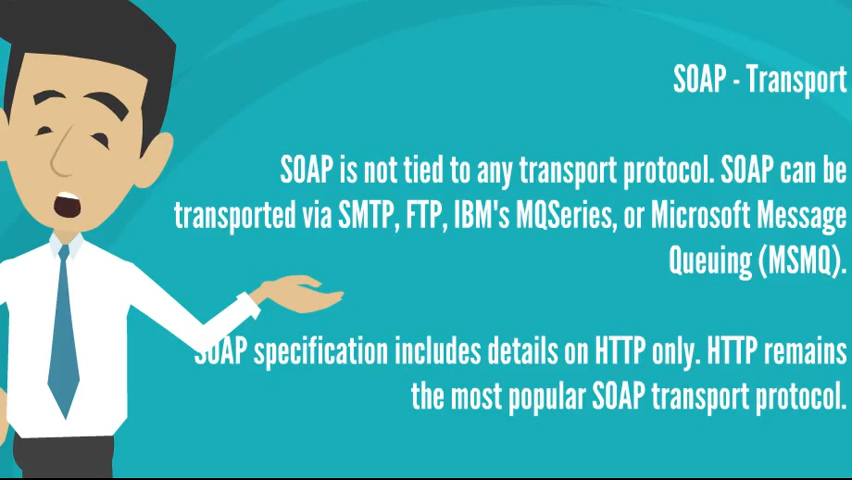 SOAP - Transport
SOAP is not tied to any transport protocol. SOAP can be
transported via SMTP, FTP, IBM's MQSeries, or Microsoft Message
Queuing (MSMQ).
SOAP specification includes details on HTTP only. HTTP remains
the most popular SOAP transport protocol.